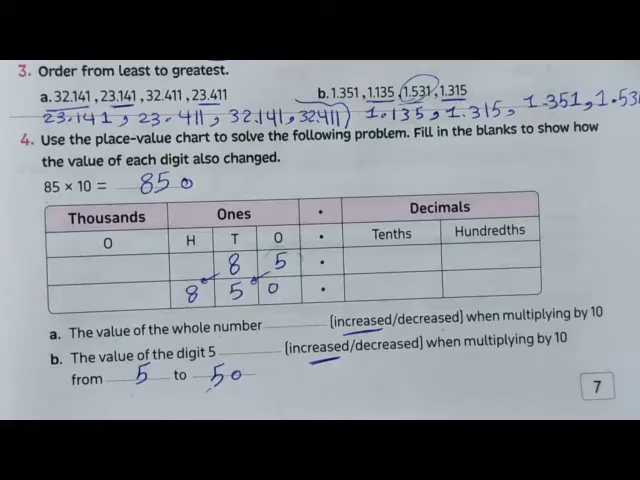 3. Order from least to greatest.
a. 32.141 , 23.141 , 32.411 , 23.411 b. 1.351 , 1.135 , 1.531 , 1.315
23.141 , 23.411 , 32.141 , 32.411 1.135 , 1.315 , 1.351 , 1.531
4. Use the place-value chart to solve the following problem. Fill in the blanks to show how
the value of each digit also changed.
85 × 10 = 850
Thousands Ones • Decimals
O H T O • Tenths Hundredths
8 5 •
8 5 0 •
a. The value of the whole number ____ [increased/decreased] when multiplying by 10
b. The value of the digit 5 ____ [increased/decreased] when multiplying by 10
from 5 to 50
7